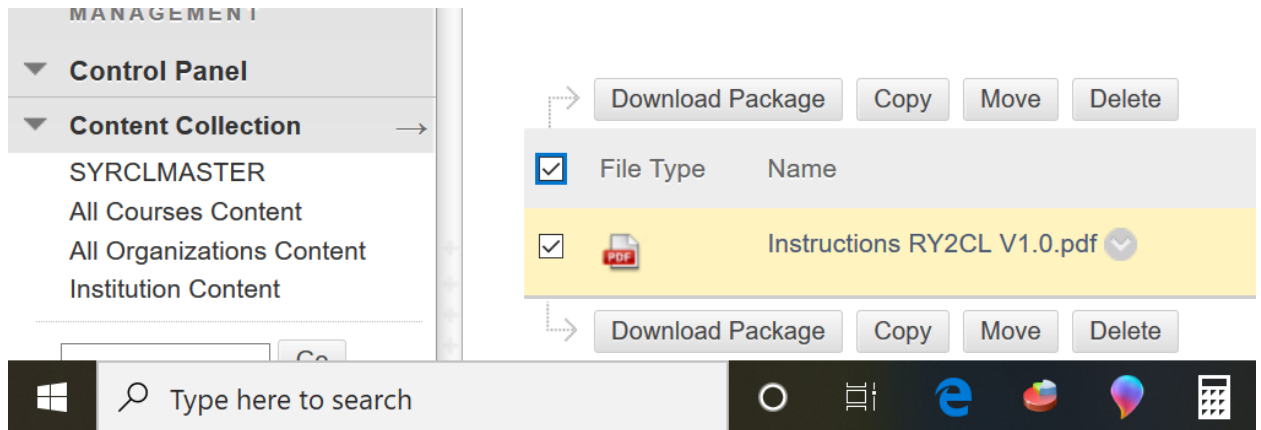 MANAGEMENT
Control Panel
Content Collection →
SYRCLMASTER
All Courses Content
All Organizations Content
Institution Content
Go
Download Package Copy Move Delete
File Type Name
PDF Instructions RY2CL V1.0.pdf
Download Package Copy Move Delete
Type here to search